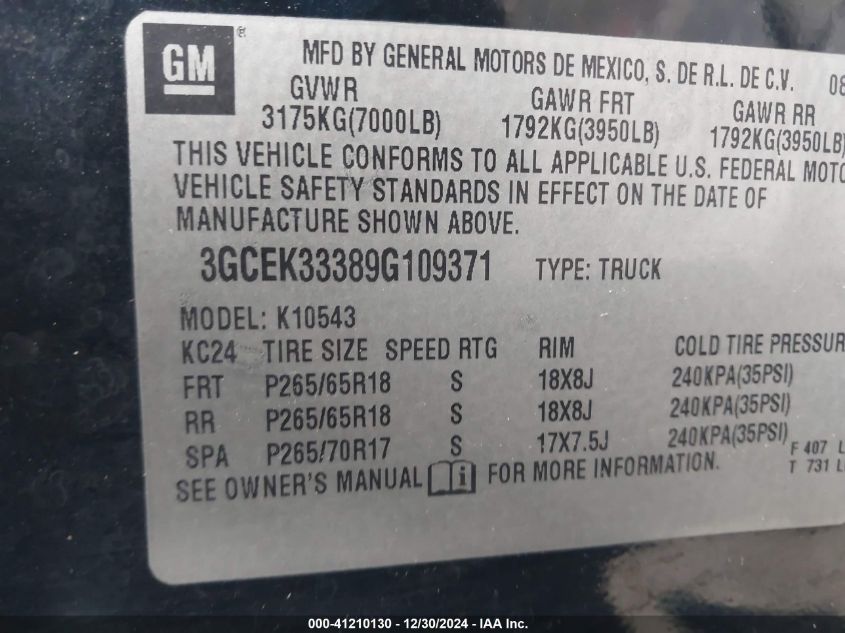 GM ®
MFD BY GENERAL MOTORS DE MEXICO, S. DE R.L. DE C.V. 08
GVWR GAWR FRT GAWR RR
3175KG(7000LB) 1792KG(3950LB) 1792KG(3950LB)
THIS VEHICLE CONFORMS TO ALL APPLICABLE U.S. FEDERAL MOTO
VEHICLE SAFETY STANDARDS IN EFFECT ON THE DATE OF
MANUFACTURE SHOWN ABOVE.
3GCEK33389G109371 TYPE: TRUCK
MODEL: K10543
KC24 TIRE SIZE SPEED RTG RIM COLD TIRE PRESSUR
FRT P265/65R18 S 18X8J 240KPA(35PSI)
RR P265/65R18 S 18X8J 240KPA(35PSI)
SPA P265/70R17 S 17X7.5J 240KPA(35PSI)
F 407 L
T 731 L
SEE OWNER'S MANUAL i FOR MORE INFORMATION.
000-41210130 - 12/30/2024 - IAA Inc.